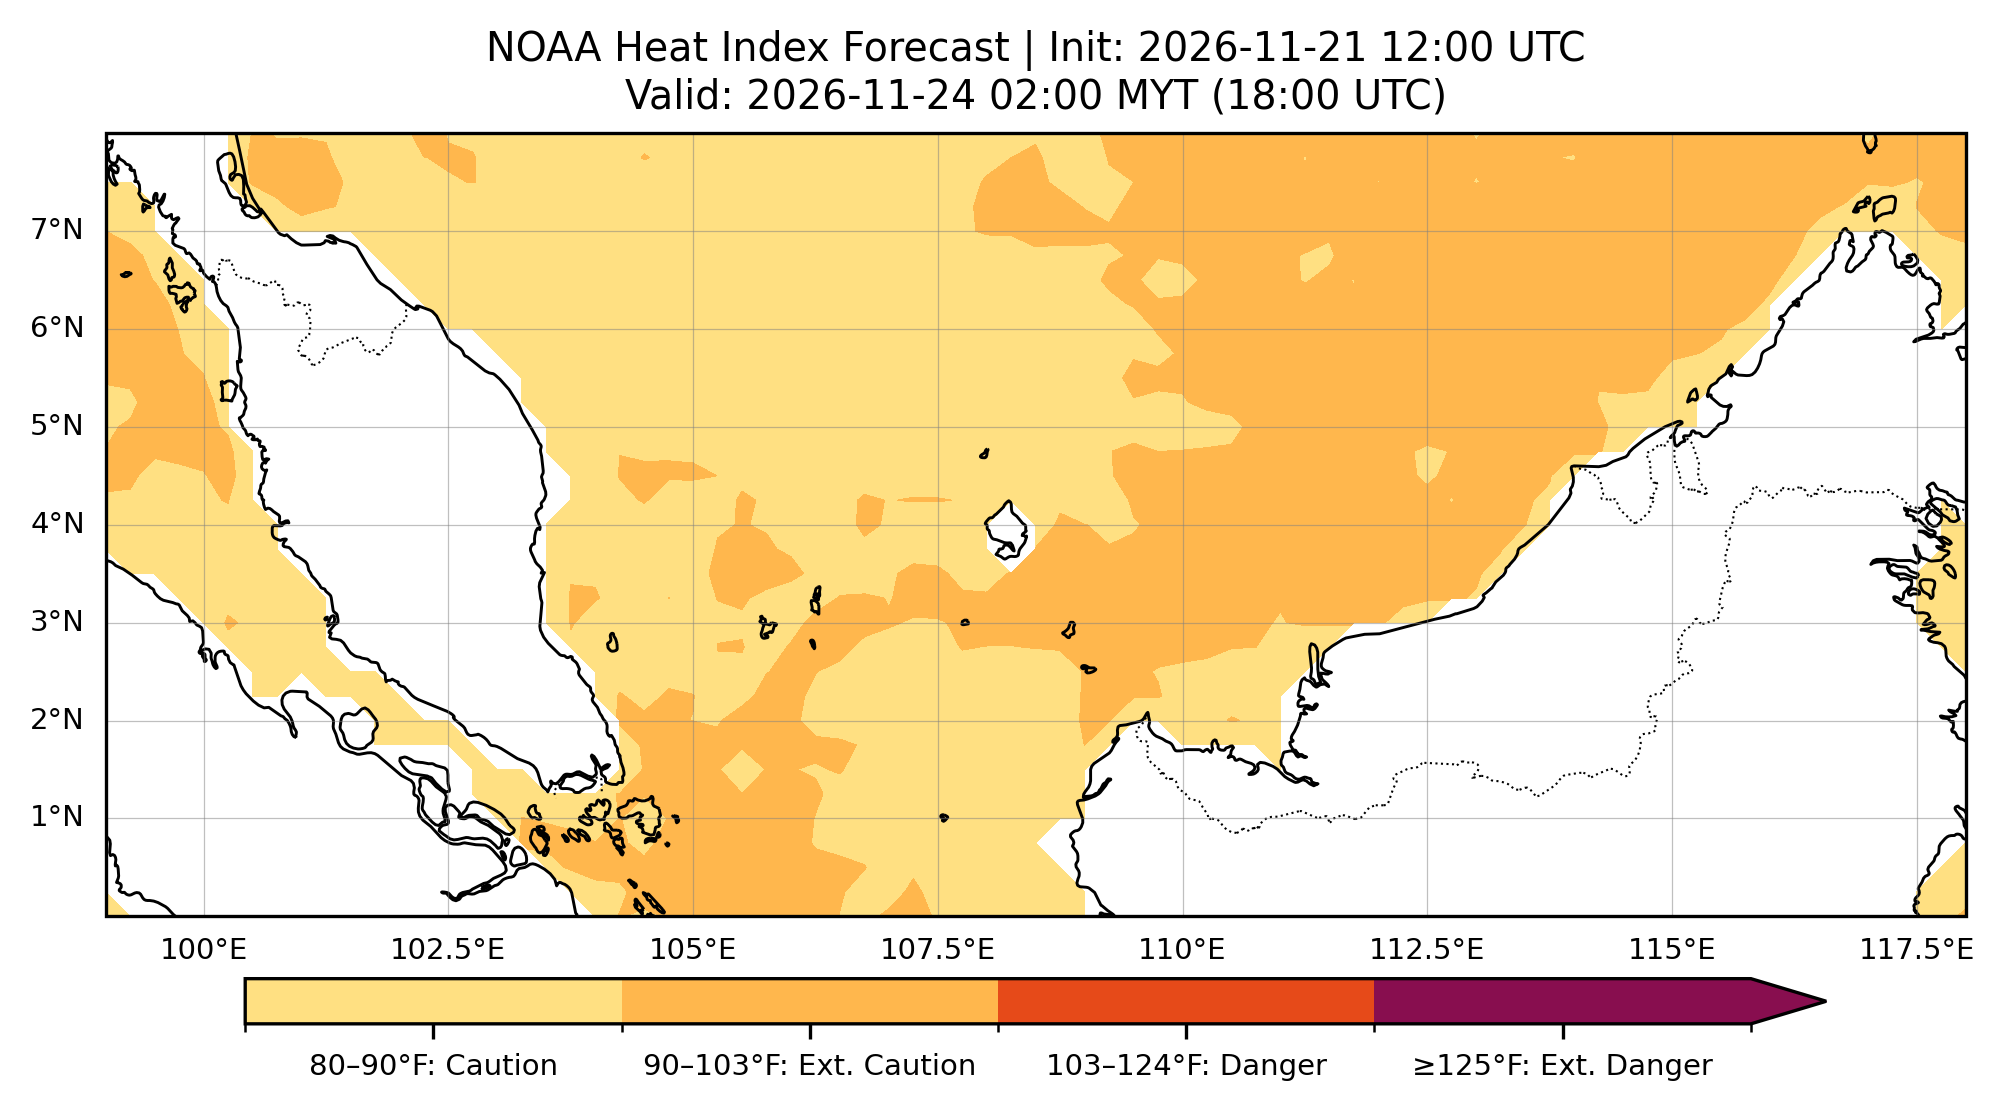 NOAA Heat Index Forecast | Init: 2026-11-21 12:00 UTC
Valid: 2026-11-24 02:00 MYT (18:00 UTC)
7°N
6°N
5°N
4°N
3°N
2°N
1°N
100°E 102.5°E 105°E 107.5°E 110°E 112.5°E 115°E 117.5°E
80–90°F: Caution 90–103°F: Ext. Caution 103–124°F: Danger ≥125°F: Ext. Danger